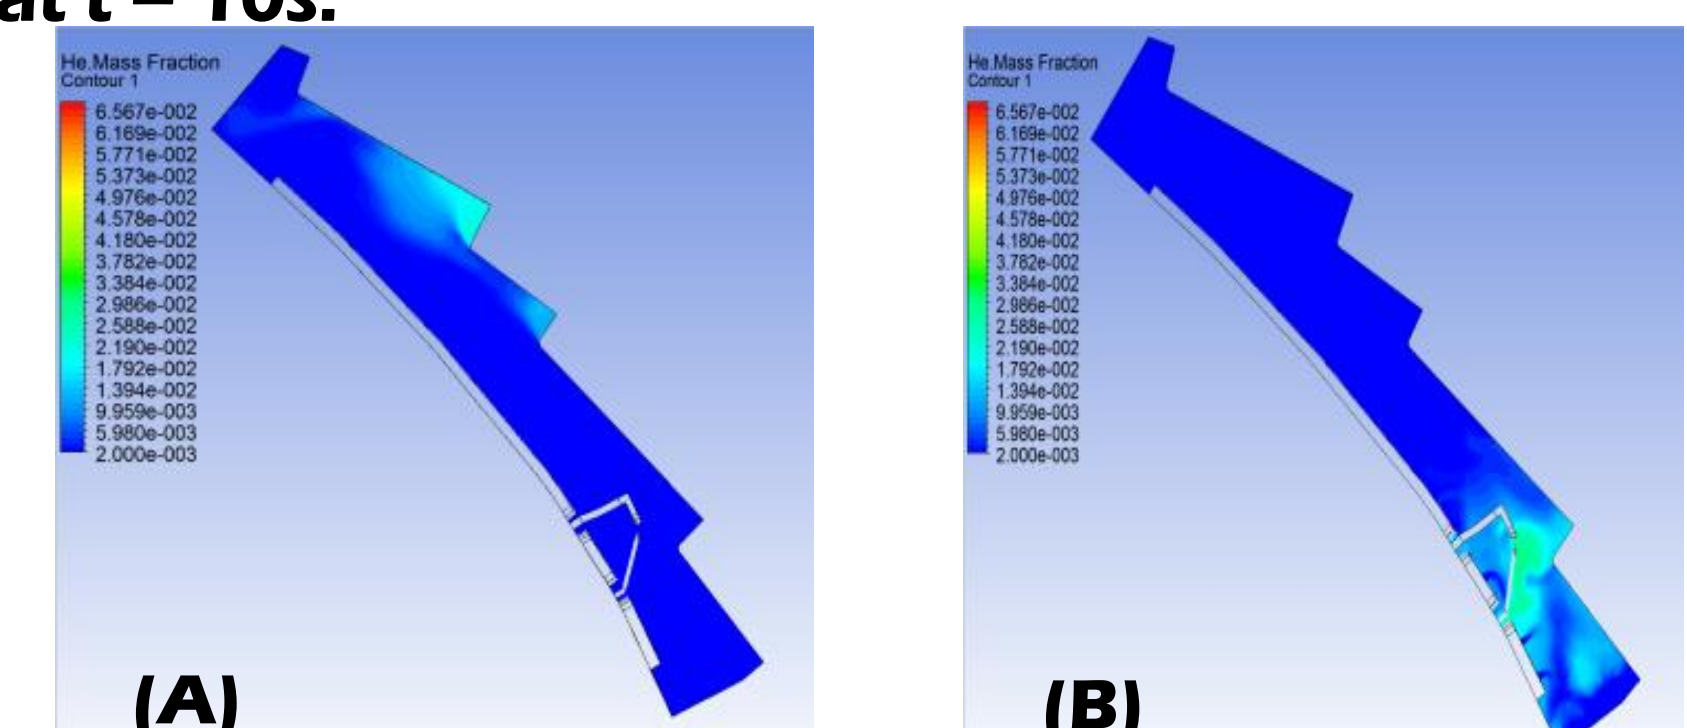 at t = 10s.
He.Mass Fraction
Contour 1
6.567e-002
6.169e-002
5.771e-002
5.373e-002
4.976e-002
4.578e-002
4.180e-002
3.782e-002
3.384e-002
2.986e-002
2.588e-002
2.190e-002
1.792e-002
1.394e-002
9.959e-003
5.980e-003
2.000e-003
(A)
He.Mass Fraction
Contour 1
6.567e-002
6.169e-002
5.771e-002
5.373e-002
4.976e-002
4.578e-002
4.180e-002
3.782e-002
3.384e-002
2.986e-002
2.588e-002
2.190e-002
1.792e-002
1.394e-002
9.959e-003
5.980e-003
2.000e-003
(B)